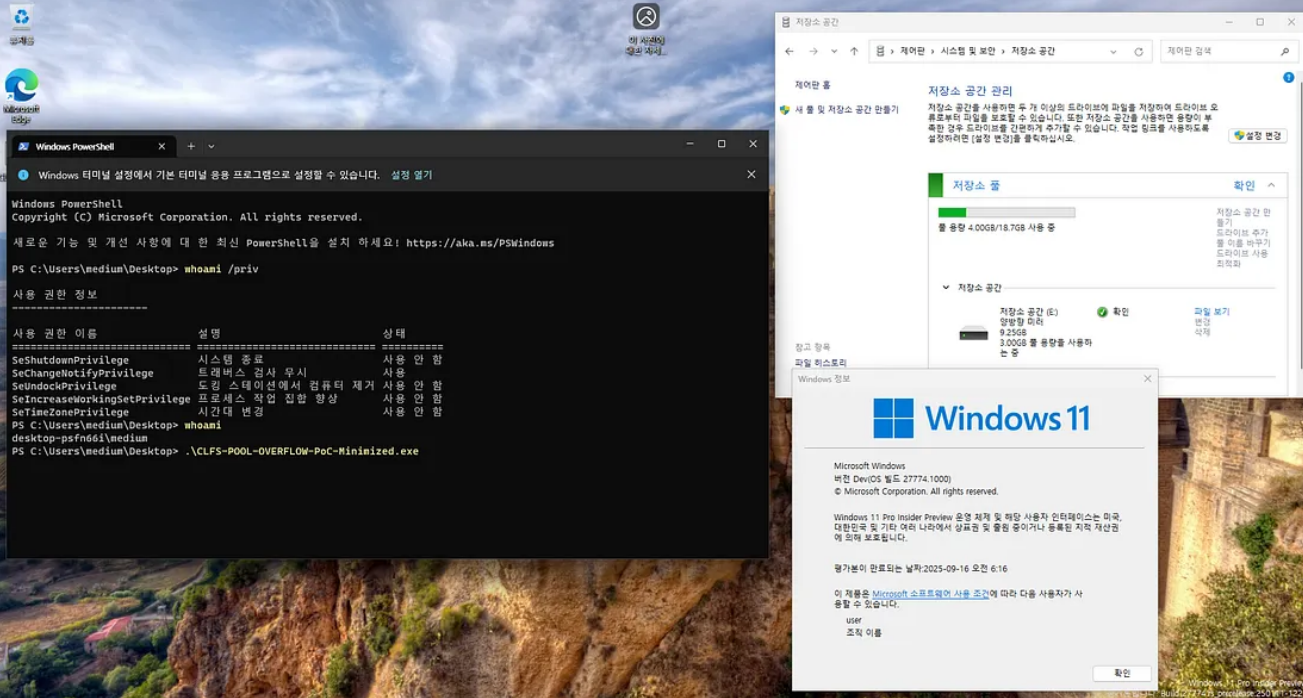 휴지통
Microsoft
Edge
이 사진에
대한 자세...
Windows PowerShell
Windows 터미널 설정에서 기본 터미널 응용 프로그램으로 설정할 수 있습니다. 설정 열기
Windows PowerShell
Copyright (C) Microsoft Corporation. All rights reserved.
새로운 기능 및 개선 사항에 대 한 최신 PowerShell을 설치 하세요! https://aka.ms/PSWindows
PS C:\Users\medium\Desktop> whoami /priv
사용 권한 정보
----------------------
사용 권한 이름 설명 상태
============================= ============================= ==========
SeShutdownPrivilege 시스템 종료 사용 안 함
SeChangeNotifyPrivilege 트래버스 검사 무시 사용
SeUndockPrivilege 도킹 스테이션에서 컴퓨터 제거 사용 안 함
SeIncreaseWorkingSetPrivilege 프로세스 작업 집합 향상 사용 안 함
SeTimeZonePrivilege 시간대 변경 사용 안 함
PS C:\Users\medium\Desktop> whoami
desktop-psfn66i\medium
PS C:\Users\medium\Desktop> .\CLFS-POOL-OVERFLOW-PoC-Minimized.exe
저장소 공간
제어판 › 시스템 및 보안 › 저장소 공간
제어판 검색
제어판 홈
새 풀 및 저장소 공간 만들기
참고 항목
파일 히스토리
저장소 공간 관리
저장소 공간을 사용하면 두 개 이상의 드라이브에 파일을 저장하여 드라이브 오
류로부터 파일을 보호할 수 있습니다. 또한 저장소 공간을 사용하면 용량이 부
족한 경우 드라이브를 간편하게 추가할 수 있습니다. 작업 링크를 사용하도록
설정하려면 [설정 변경]을 클릭하십시오.
설정 변경
저장소 풀 확인
풀 용량 4.00GB/18.7GB 사용 중
저장소 공간 만
들기
드라이브 추가
풀 이름 바꾸기
드라이브 사용
최적화
저장소 공간
저장소 공간 (E:)
양방향 미러
9.25GB
3.00GB 풀 용량을 사용하
는 중
확인
파일 보기
변경
삭제
Windows 정보
Windows 11
Microsoft Windows
버전 Dev(OS 빌드 27774.1000)
© Microsoft Corporation. All rights reserved.
Windows 11 Pro Insider Preview 운영 체제 및 해당 사용자 인터페이스는 미국,
대한민국 및 기타 여러 나라에서 상표권 및 출원 중이거나 등록된 지적 재산권
에 의해 보호됩니다.
평가본이 만료되는 날짜:2025-09-16 오전 6:16
이 제품은 Microsoft 소프트웨어 사용 조건에 따라 다음 사용자가 사
용할 수 있습니다.
user
조직 이름
확인
Windows 11 Pro Insider Previe